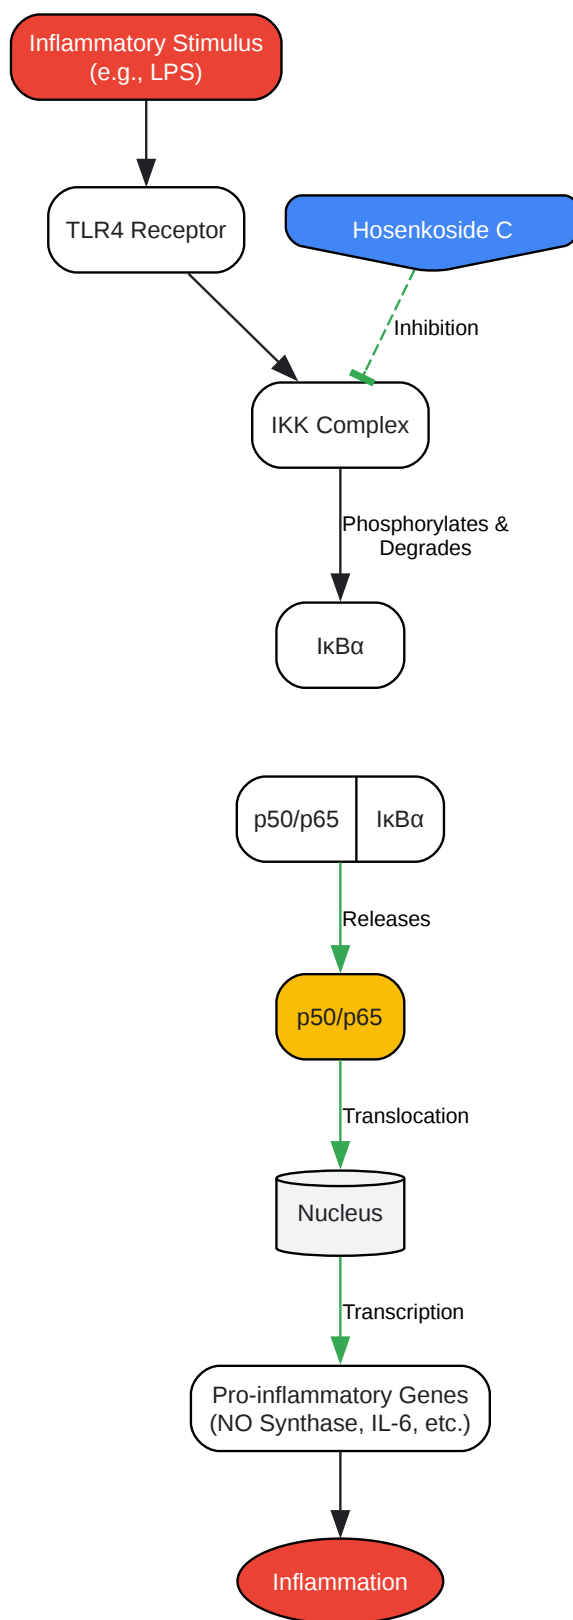 Inflammatory Stimulus
(e.g., LPS)
TLR4 Receptor
Hosenkoside C
Inhibition
IKK Complex
Phosphorylates &
Degrades
IκBα
p50/p65
IκBα
Releases
p50/p65
Translocation
Nucleus
Transcription
Pro-inflammatory Genes
(NO Synthase, IL-6, etc.)
Inflammation